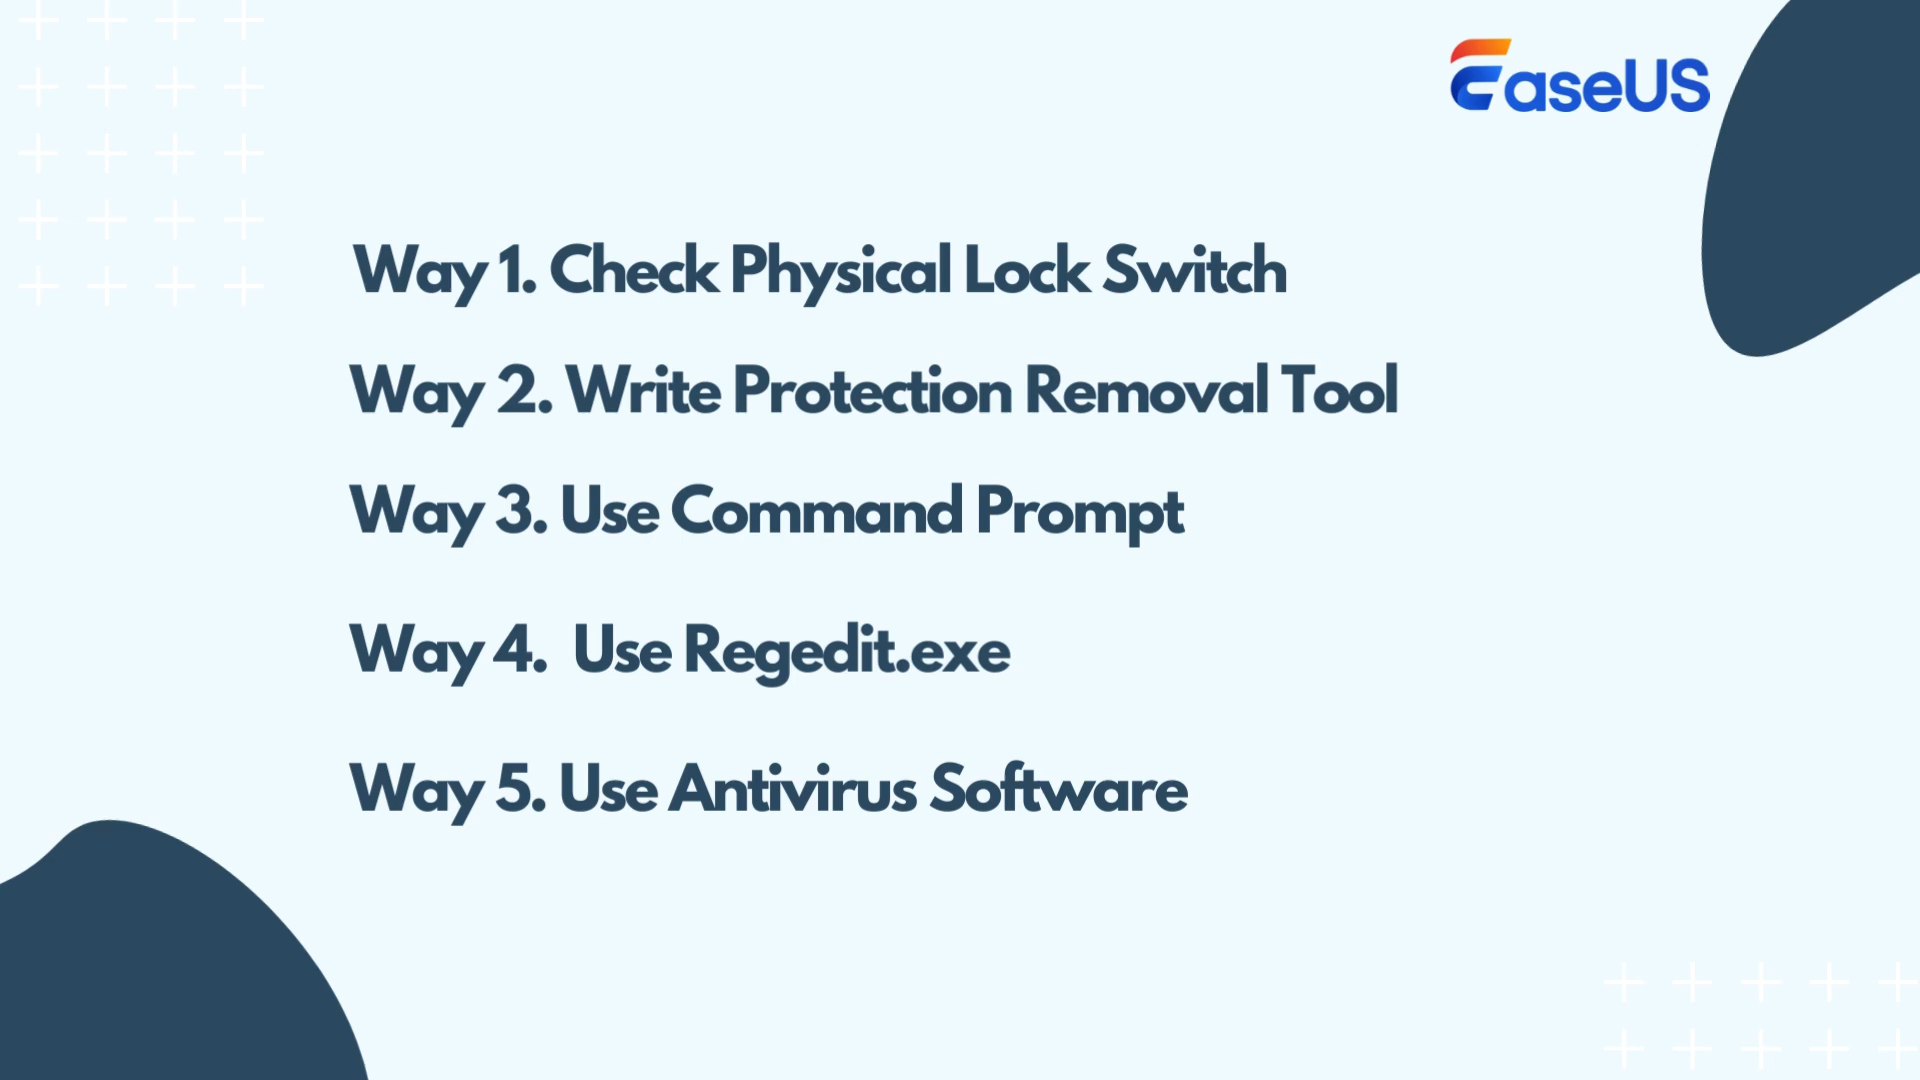 EaseUS
Way 1. Check Physical Lock Switch
Way 2. Write Protection Removal Tool
Way 3. Use Command Prompt
Way 4.  Use Regedit.exe
Way 5. Use Antivirus Software